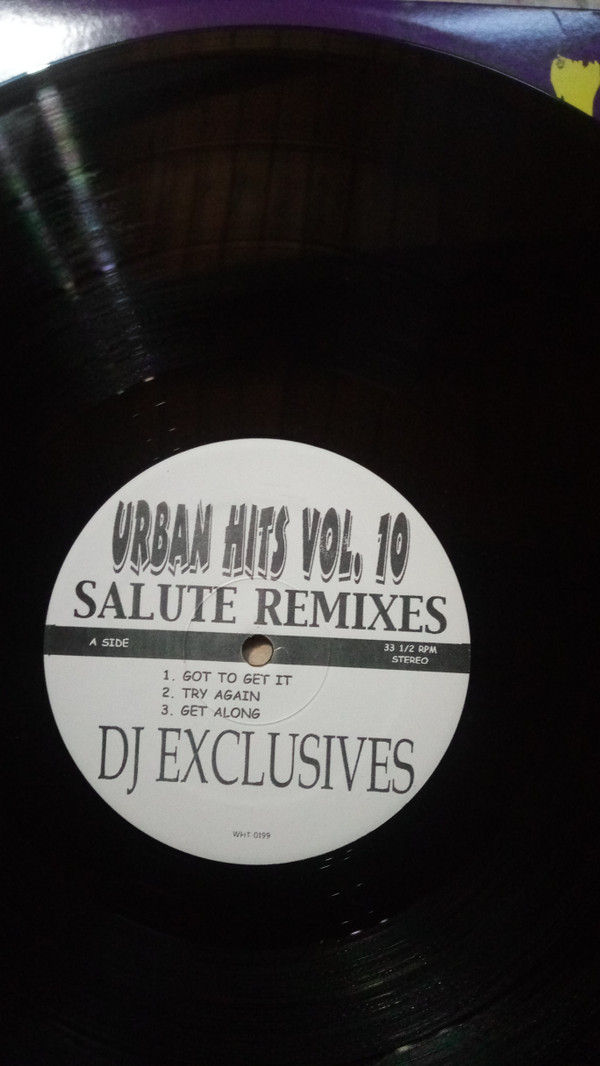 URBAN HITS VOL. 10
SALUTE REMIXES
A SIDE
33 1/2 RPM
STEREO
1. GOT TO GET IT
2. TRY AGAIN
3. GET ALONG
DJ EXCLUSIVES
WHT 0199